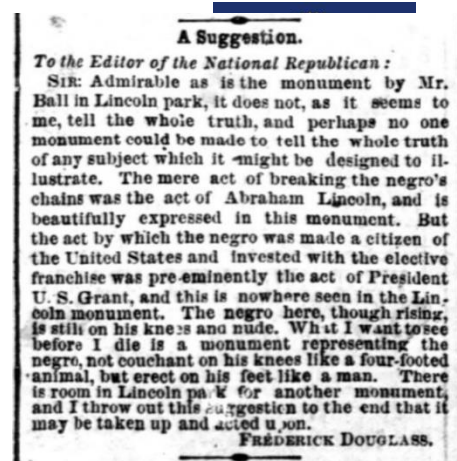 A Suggestion.
To the Editor of the National Republican:
SIR: Admirable as is the monument by Mr.
Ball in Lincoln park, it does not, as it seems to
me, tell the whole truth, and perhaps no one
monument could be made to tell the whole truth
of any subject which it might be designed to il-
lustrate. The mere act of breaking the negro's
chains was the act of Abraham Lincoln, and is
beautifully expressed in this monument. But
the act by which the negro was made a citizen of
the United States and invested with the elective
franchise was pre-eminently the act of President
U. S. Grant, and this is nowhere seen in the Lin-
coln monument. The negro here, though rising,
is still on his knees and nude. What I want to see
before I die is a monument representing the
negro, not couchant on his knees like a four-footed
animal, but erect on his feet like a man. There
is room in Lincoln park for another monument,
and I throw out this suggestion to the end that it
may be taken up and acted upon.
FREDERICK DOUGLASS.